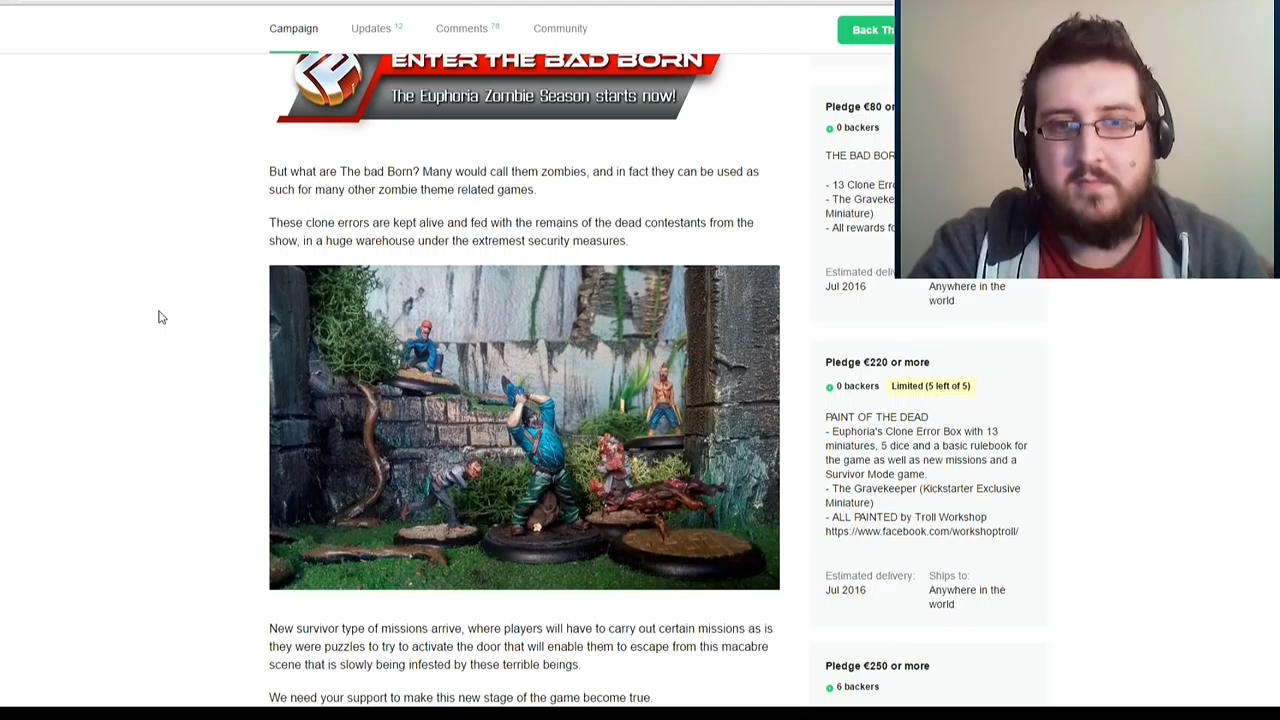 Campaign
Updates 12
Comments 78
Community
Back Th
ENTER THE BAD BORN
The Euphoria Zombie Season starts now!
But what are The bad Born? Many would call them zombies, and in fact they can be used as
such for many other zombie theme related games.
These clone errors are kept alive and fed with the remains of the dead contestants from the
show, in a huge warehouse under the extremest security measures.
New survivor type of missions arrive, where players will have to carry out certain missions as is
they were puzzles to try to activate the door that will enable them to escape from this macabre
scene that is slowly being infested by these terrible beings.
We need your support to make this new stage of the game become true.
Pledge €80 or
0 backers
THE BAD BOR
- 13 Clone Err
- The Graveke
Miniature)
- All rewards fo
Estimated deli
Jul 2016
Anywhere in the
world
Pledge €220 or more
0 backers Limited (5 left of 5)
PAINT OF THE DEAD
- Euphoria's Clone Error Box with 13
miniatures, 5 dice and a basic rulebook for
the game as well as new missions and a
Survivor Mode game.
- The Gravekeeper (Kickstarter Exclusive
Miniature)
- ALL PAINTED by Troll Workshop
https://www.facebook.com/workshoptroll/
Estimated delivery: Ships to:
Jul 2016
Anywhere in the
world
Pledge €250 or more
6 backers